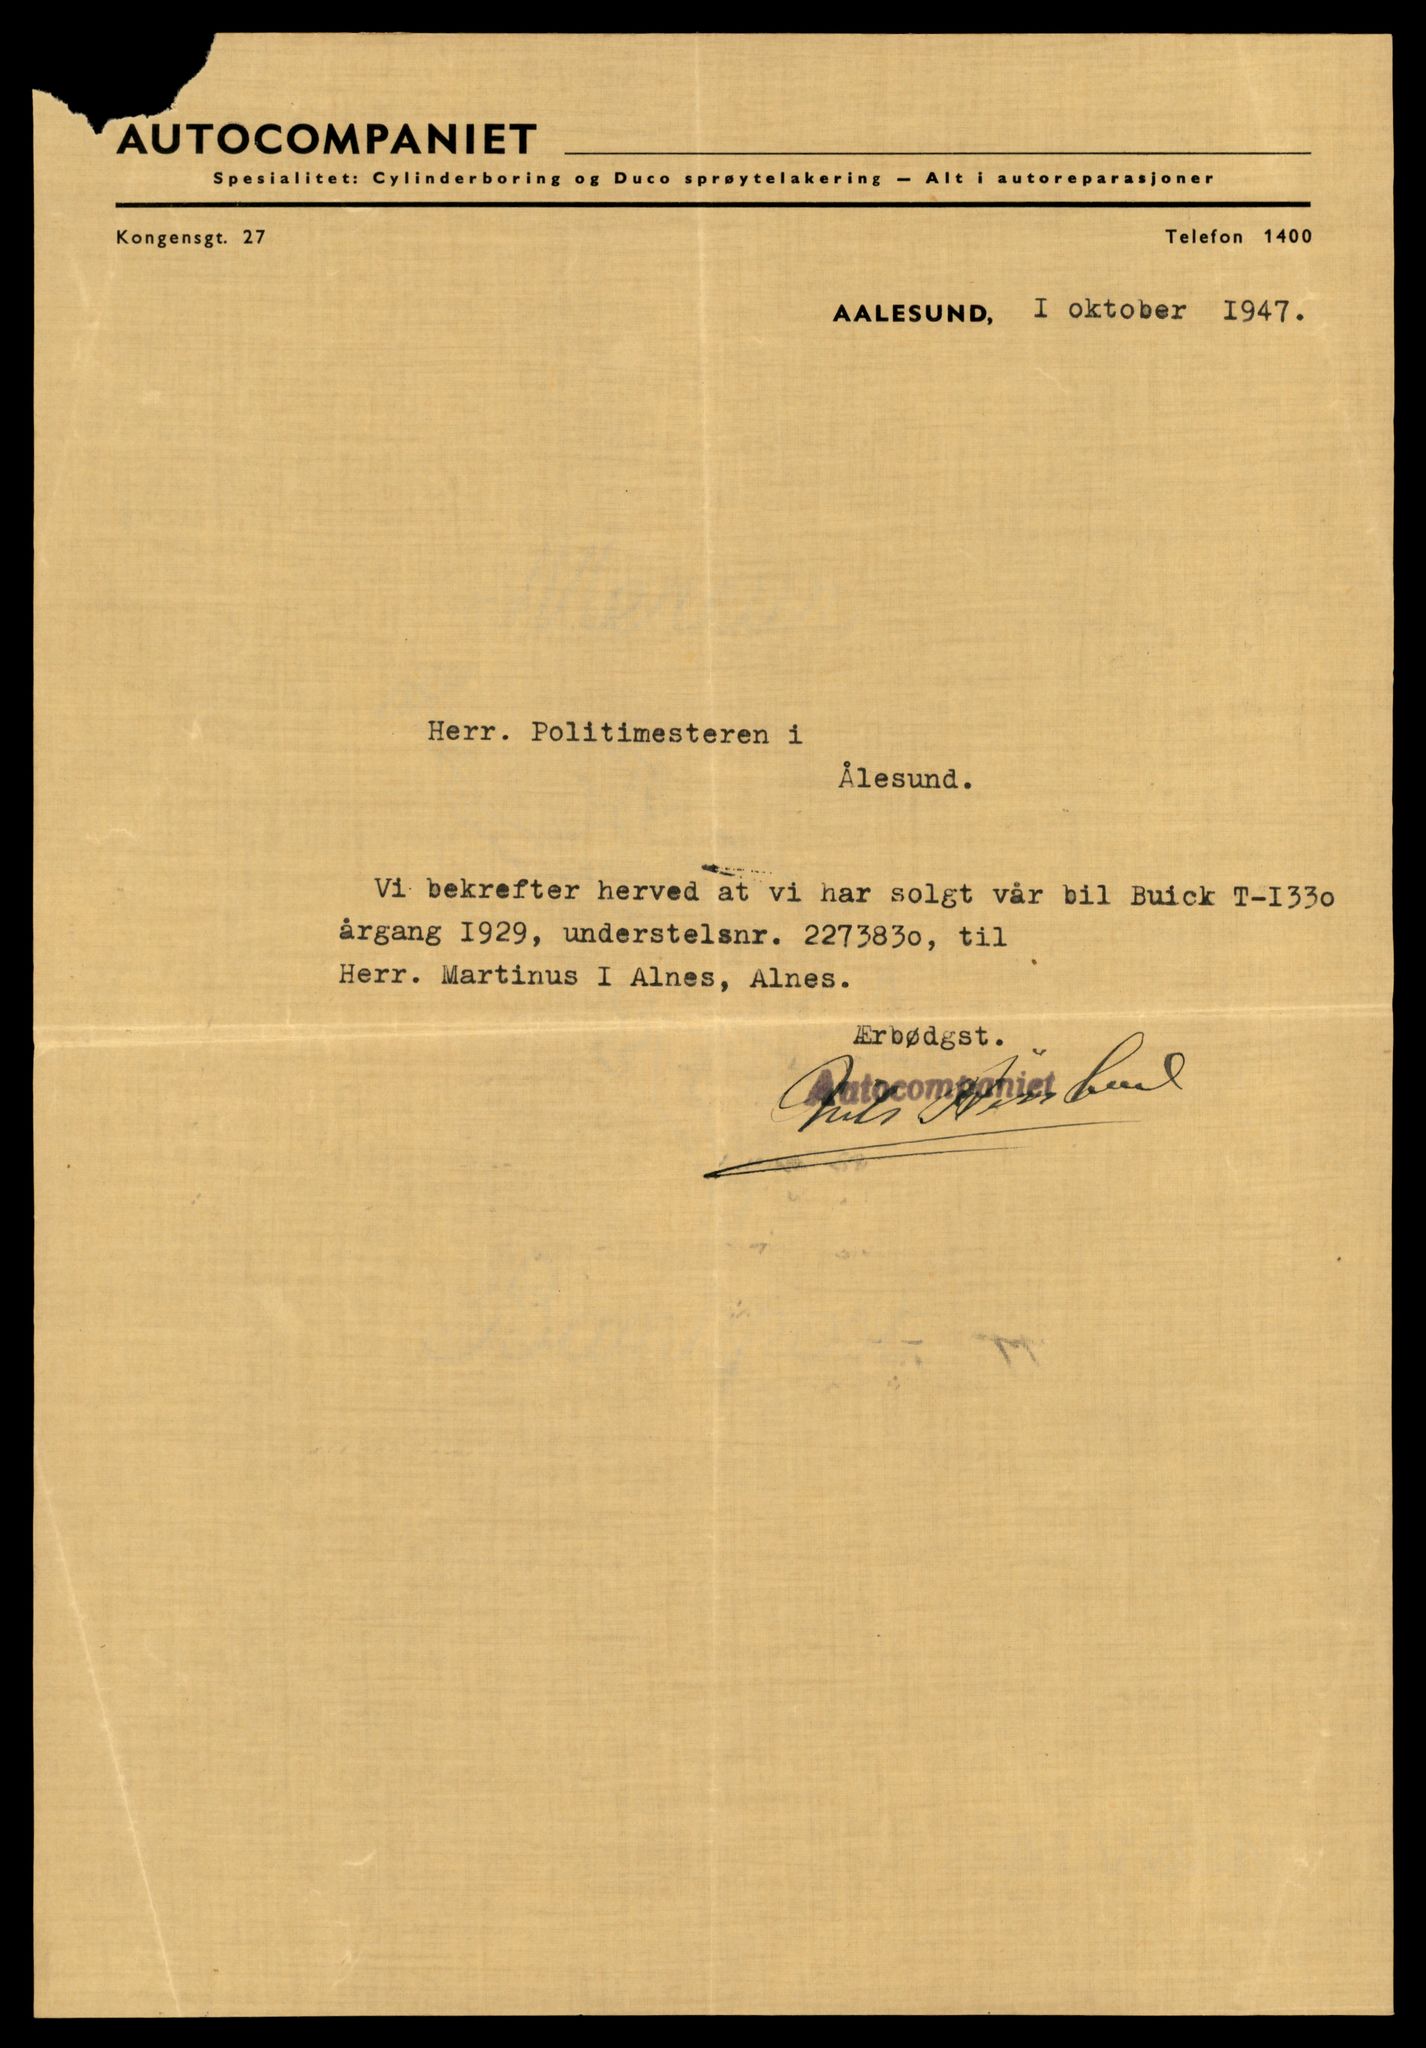 AUTOCOMPANIET
Spesialitet: Cylinderboring og Duco sprøytelakering — Alt i autoreparasjoner
Kongensgt. 27
Telefon 1400
AALESUND, I oktober 1947.
Herr. Politimesteren i
Ålesund.
Vi bekrefter herved at vi har solgt vår bil Buick T-I33o
årgang I929, understelsnr. 227383o, til
Herr. Martinus I Alnes, Alnes.
Ærbødgst.
Autocompaniet
Nils